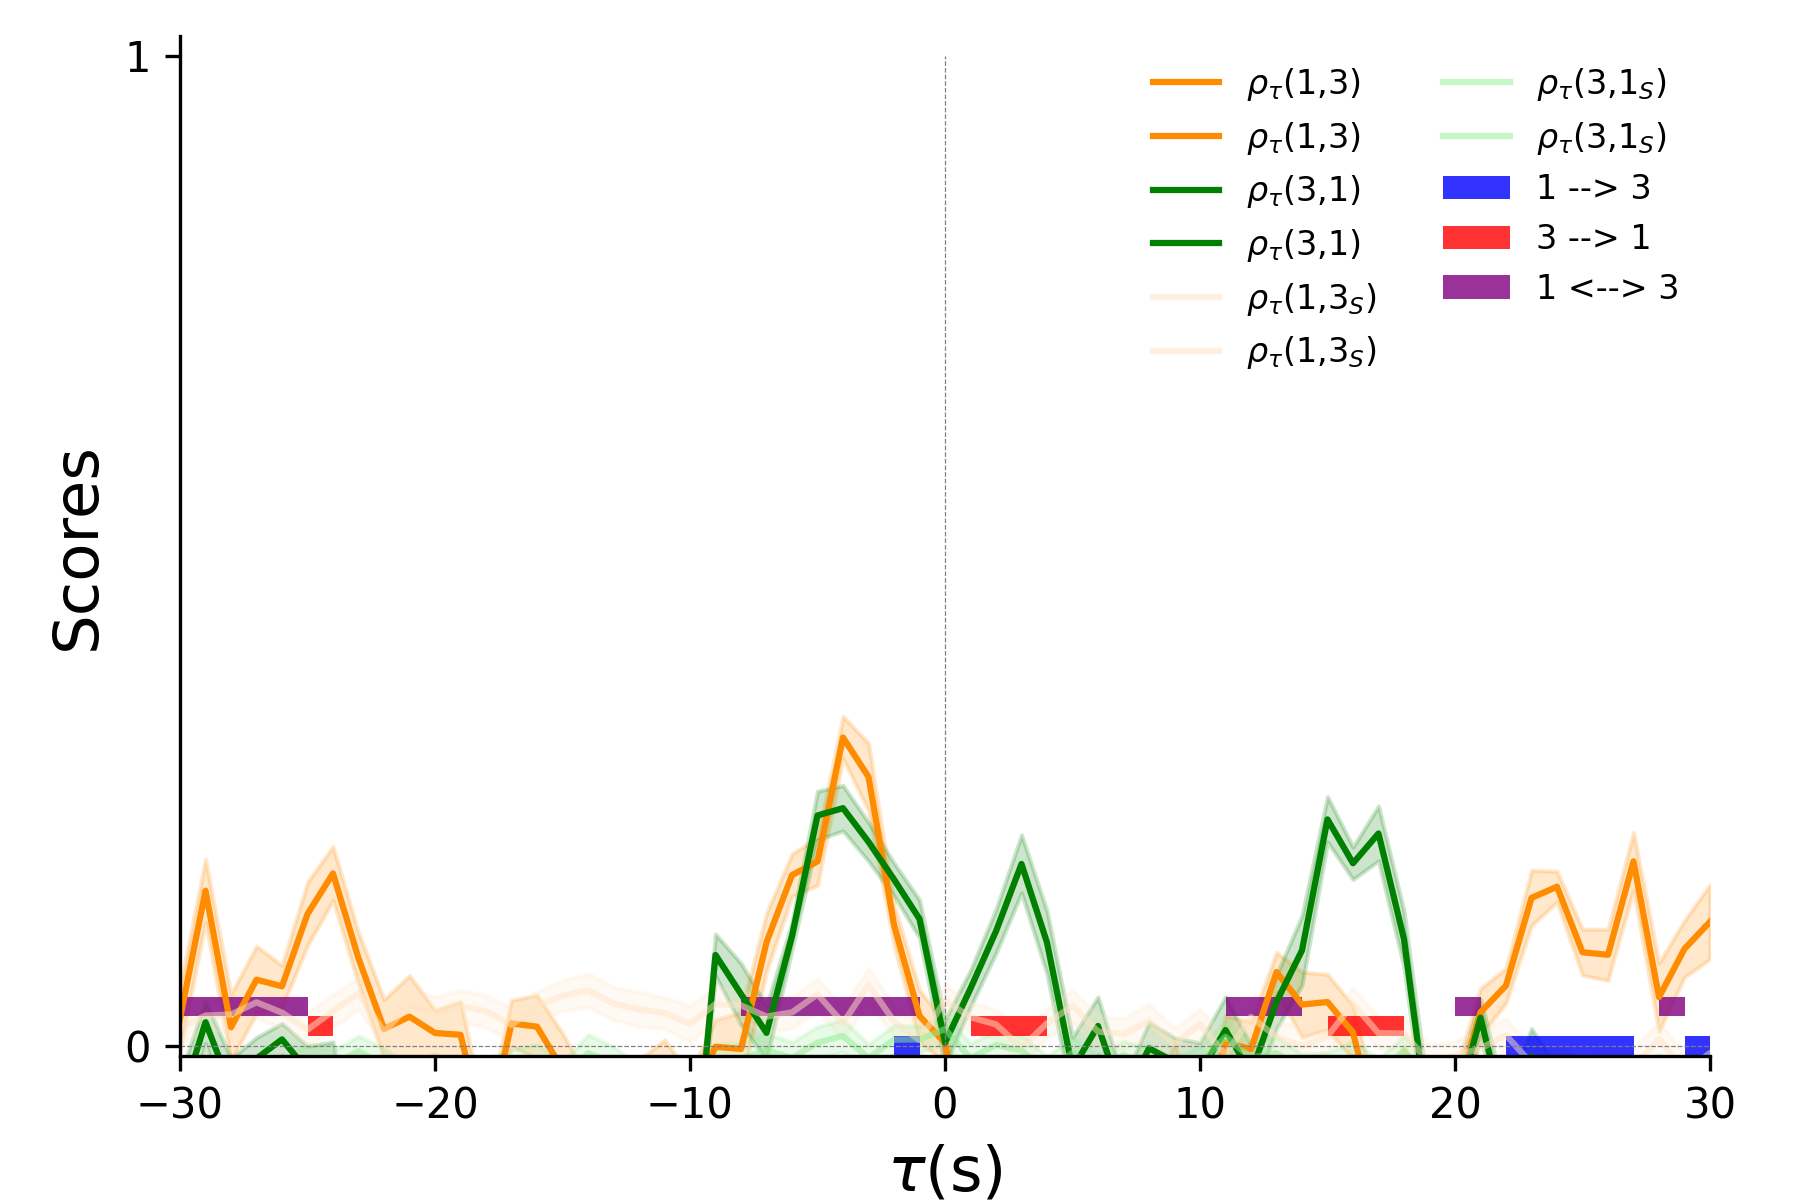 1
Scores
0
−30 −20 −10 0 10 20 30
τ(s)
ρτ(1,3)
ρτ(1,3)
ρτ(3,1)
ρτ(3,1)
ρτ(1,3S)
ρτ(1,3S)
ρτ(3,1S)
ρτ(3,1S)
1 --> 3
3 --> 1
1 <--> 3